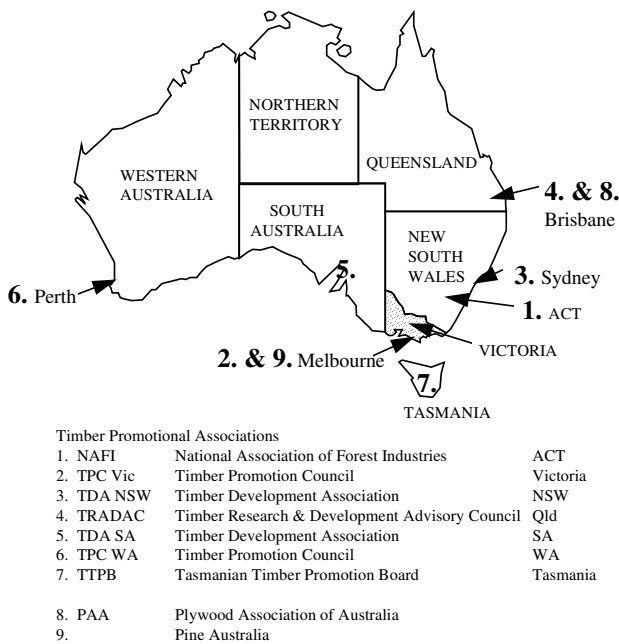 NORTHERN
TERRITORY
QUEENSLAND
WESTERN
AUSTRALIA
4. & 8.
Brisbane
SOUTH
AUSTRALIA
NEW
SOUTH
WALES
5.
3. Sydney
6. Perth
1. ACT
VICTORIA
2. & 9. Melbourne
7.
TASMANIA
Timber Promotional Associations
1. NAFI National Association of Forest Industries ACT
2. TPC Vic Timber Promotion Council Victoria
3. TDA NSW Timber Development Association NSW
4. TRADAC Timber Research & Development Advisory Council Qld
5. TDA SA Timber Development Association SA
6. TPC WA Timber Promotion Council WA
7. TTPB Tasmanian Timber Promotion Board Tasmania
8. PAA Plywood Association of Australia
9. Pine Australia